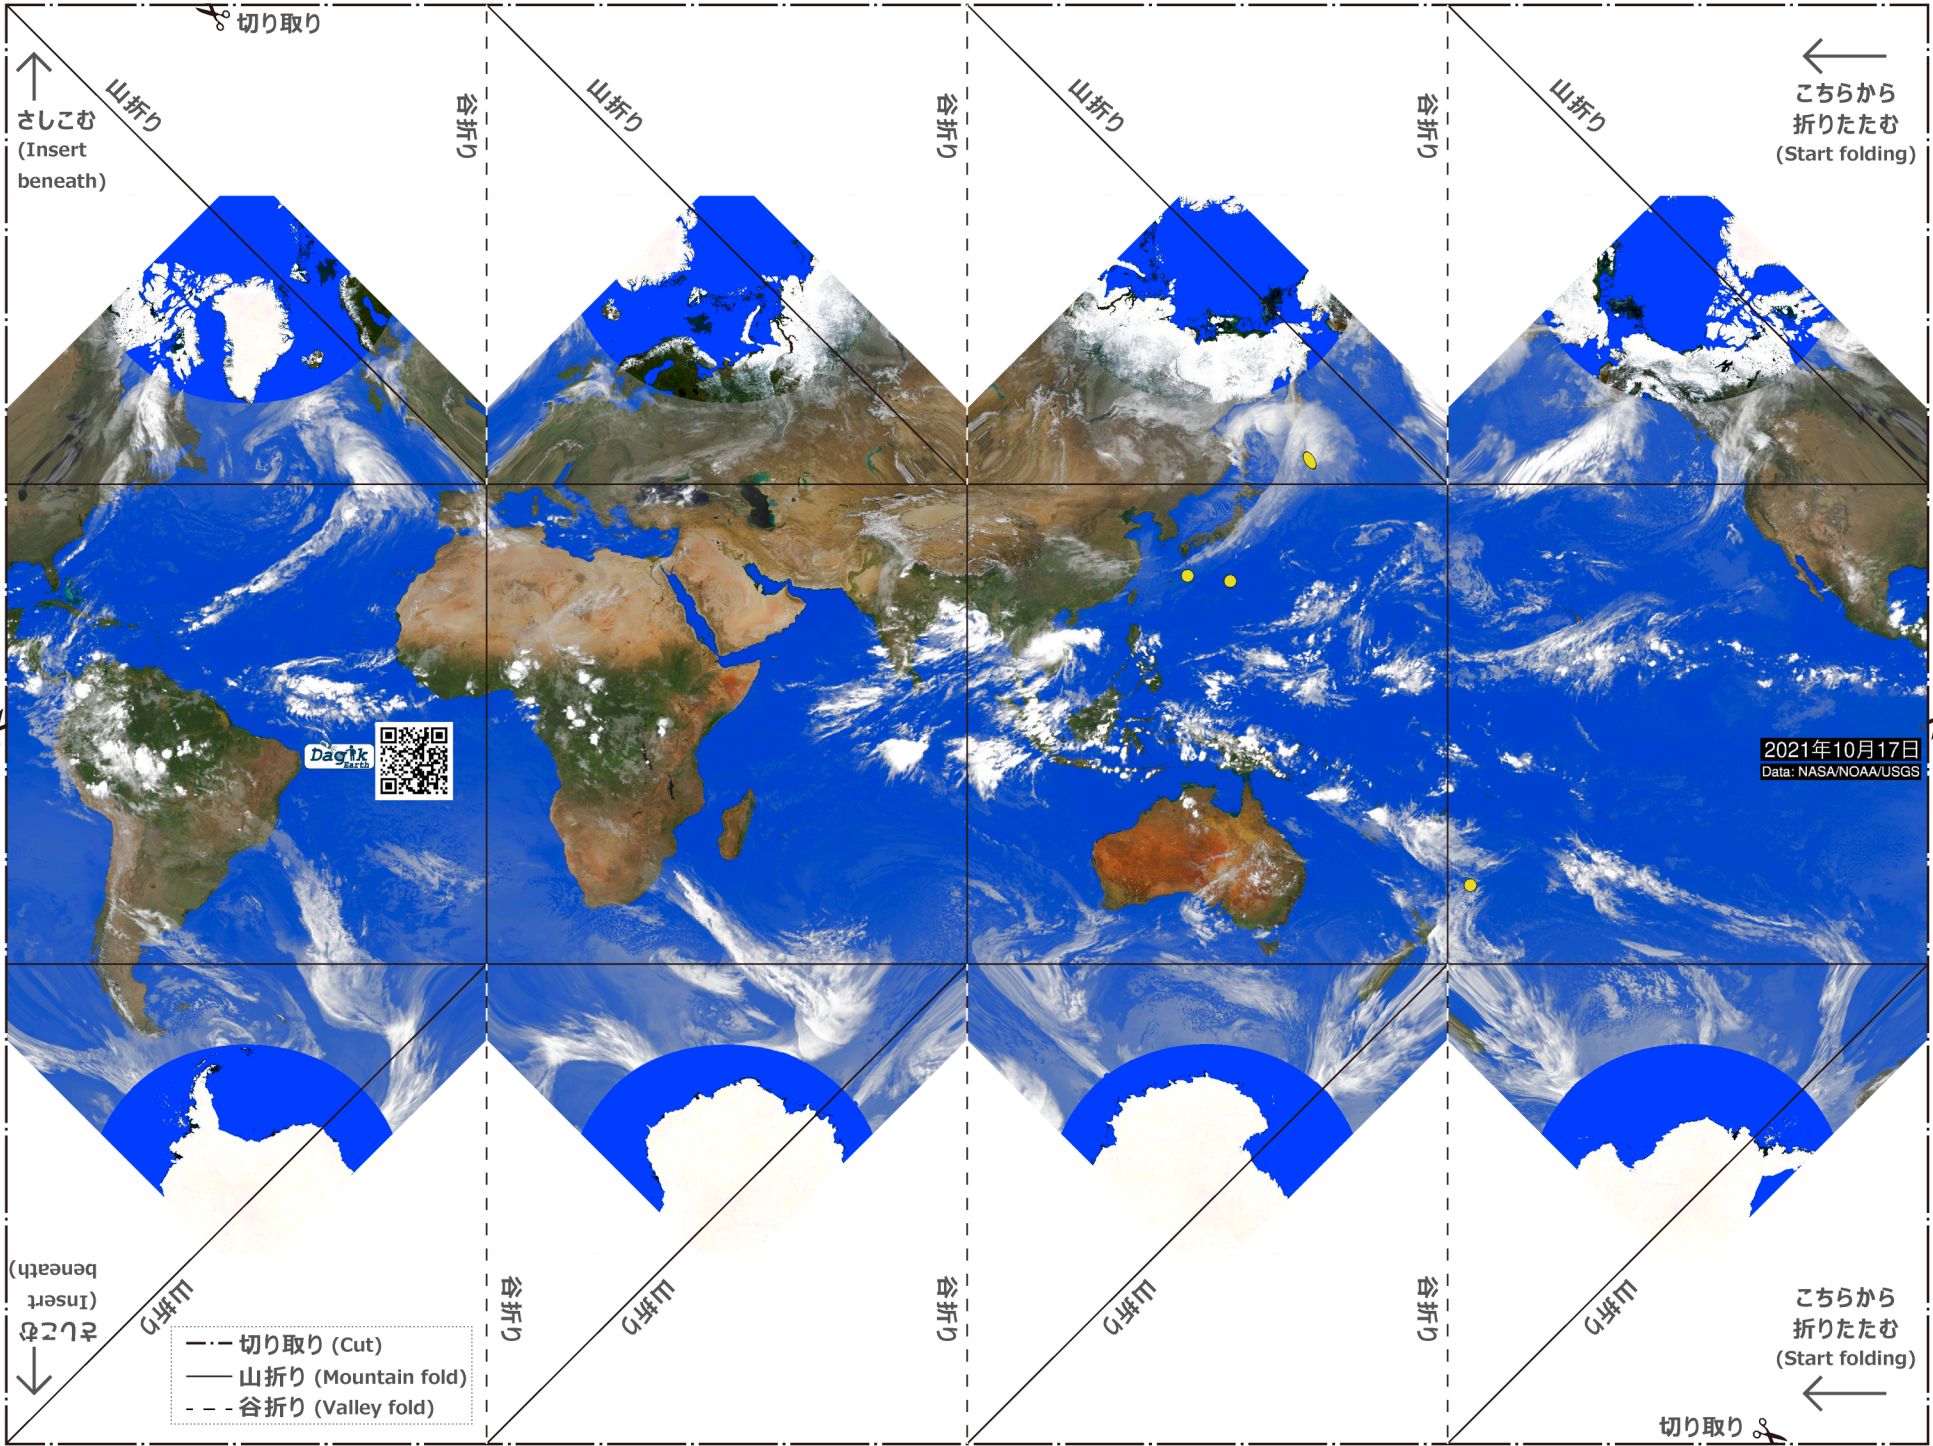 切り取り
山折り
谷折り
山折り
谷折り
山折り
谷折り
山折り
さしこむ
(Insert
beneath)
こちらから
折りたたむ
(Start folding)
Dagik
Earth
2021年10月17日
Data: NASA/NOAA/USGS
さしこむ
(Insert
beneath)
山折り
谷折り
山折り
谷折り
山折り
谷折り
山折り
こちらから
折りたたむ
(Start folding)
切り取り (Cut)
山折り (Mountain fold)
谷折り (Valley fold)
切り取り